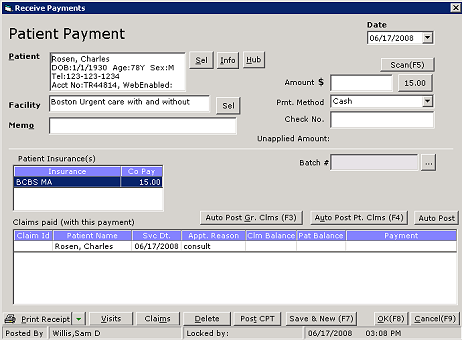 Receive Payments
Patient Payment
Date
06/17/2008
Patient
Rosen, Charles
DOB:1/1/1930 Age:78Y Sex:M
Tel:123-123-1234
Acct No:TR44814, WebEnabled:
Sel Info Hub
Scan(F5)
Amount $ 15.00
Facility Boston Urgent care with and without Sel
Pmt. Method Cash
Memo
Check No.
Unapplied Amount:
Patient Insurance(s)
Batch # ...
Insurance Co Pay
BCBS MA 15.00
Claims paid (with this payment)
Auto Post Gr. Clms (F3) Auto Post Pt. Clms (F4) Auto Post
Claim Id Patient Name Svc Dt. Appt. Reason Clm Balance Pat Balance Payment
Rosen, Charles 06/17/2008 consult
Print Receipt Visits Claims Delete Post CPT Save & New (F7) OK(F8) Cancel(F9)
Posted By Willis,Sam D Locked by: 06/17/2008 03:08 PM